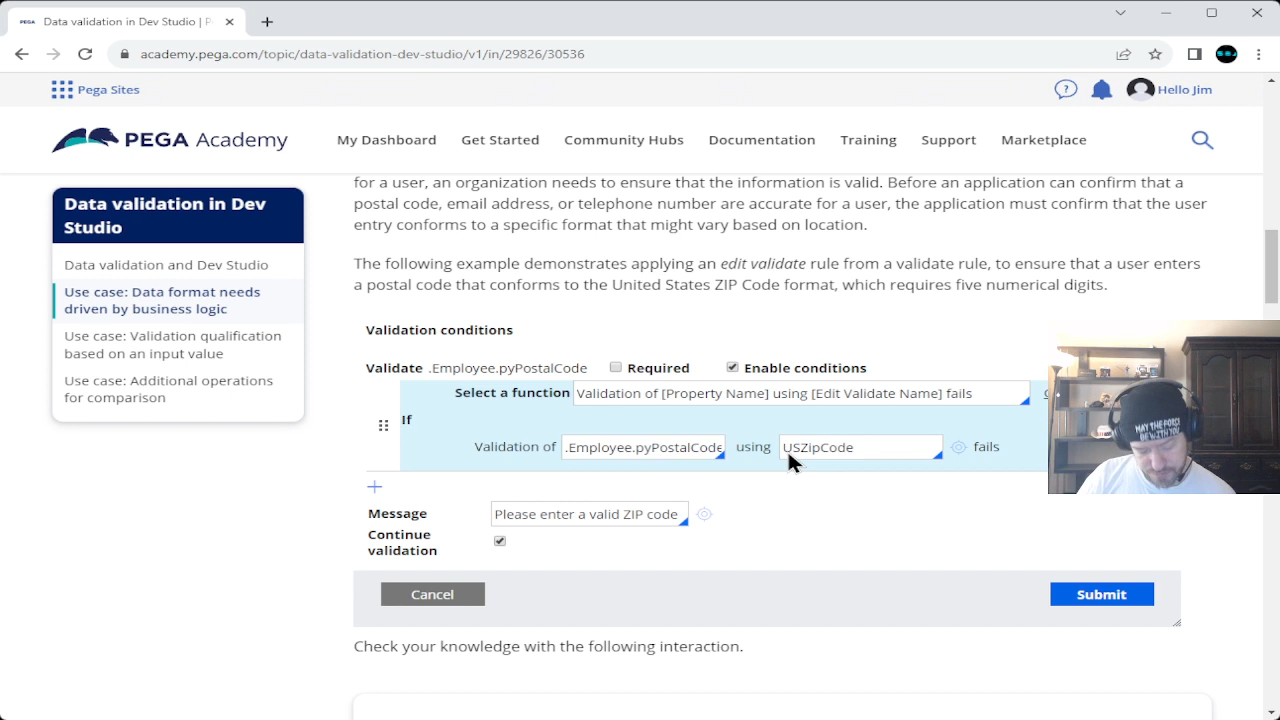 PEGA Data validation in Dev Studio | P
academy.pega.com/topic/data-validation-dev-studio/v1/in/29826/30536
Pega Sites
Hello Jim
PEGA Academy
My Dashboard
Get Started
Community Hubs
Documentation
Training
Support
Marketplace
Data validation in Dev
Studio
Data validation and Dev Studio
Use case: Data format needs
driven by business logic
Use case: Validation qualification
based on an input value
Use case: Additional operations
for comparison
for a user, an organization needs to ensure that the information is valid. Before an application can confirm that a
postal code, email address, or telephone number are accurate for a user, the application must confirm that the user
entry conforms to a specific format that might vary based on location.
The following example demonstrates applying an edit validate rule from a validate rule, to ensure that a user enters
a postal code that conforms to the United States ZIP Code format, which requires five numerical digits.
Validation conditions
Validate .Employee.pyPostalCode Required Enable conditions
Select a function Validation of [Property Name] using [Edit Validate Name] fails
If
Validation of .Employee.pyPostalCode using USZipCode fails
Message Please enter a valid ZIP code
Continue
validation
Cancel
Submit
Check your knowledge with the following interaction.
MAY THE FORCE
BE WITH YOU